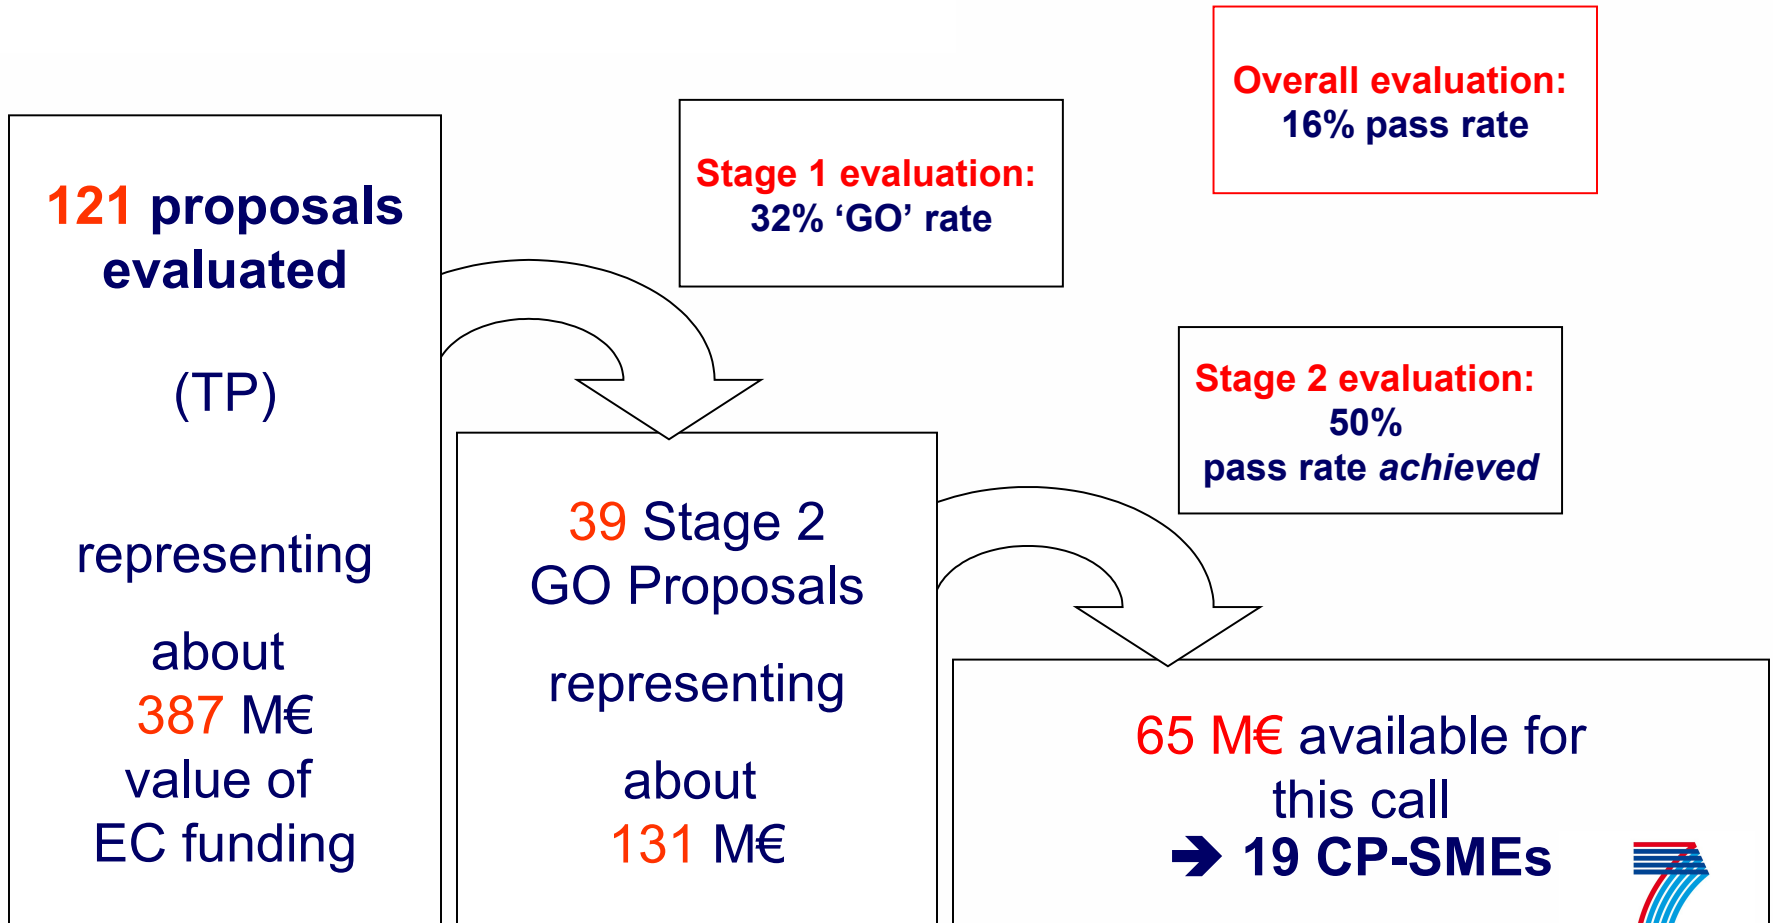 121 proposals
evaluated
(TP)
representing
about
387 M€
value of
EC funding
Stage 1 evaluation:
32% ‘GO’ rate
39 Stage 2
GO Proposals
representing
about
131 M€
Overall evaluation:
16% pass rate
Stage 2 evaluation:
50%
pass rate achieved
65 M€ available for
this call
➔ 19 CP-SMEs
7